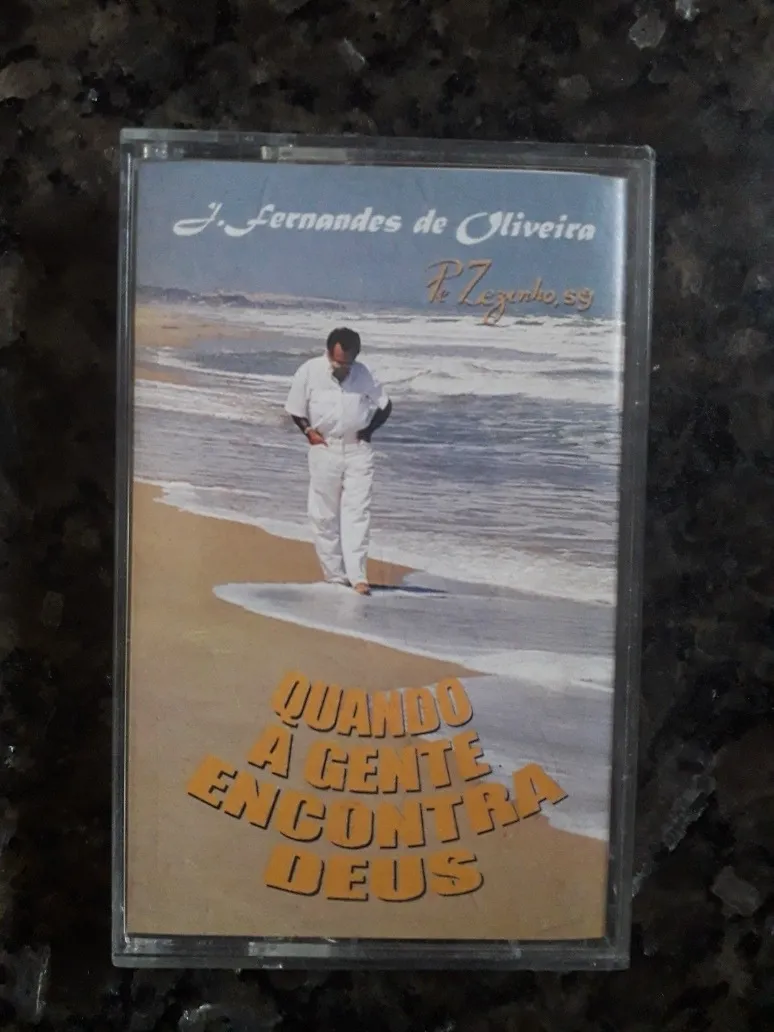 J. Fernandes de Oliveira
Pe Zezinho, scj
QUANDO
A GENTE
ENCONTRA
DEUS